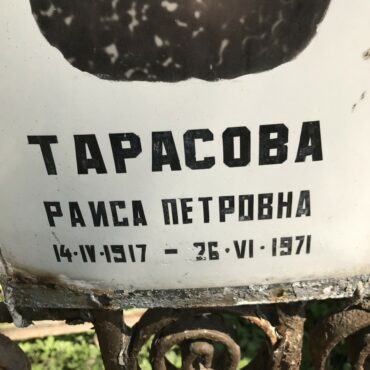 ТАРАСОВА
РАИСА ПЕТРОВНА
14·IV·1917 – 26·VI·1971